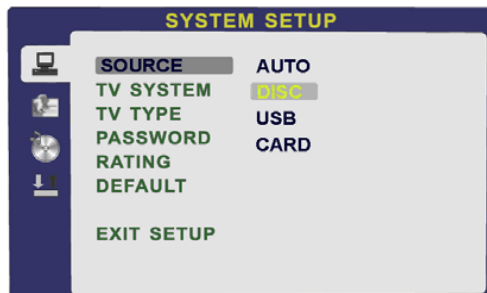 SYSTEM SETUP
SOURCE AUTO
TV SYSTEM DISC
TV TYPE USB
PASSWORD CARD
RATING
DEFAULT
EXIT SETUP